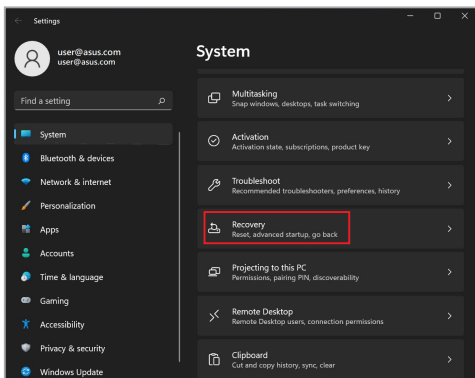 Settings
user@asus.com
user@asus.com
Find a setting
System
Bluetooth & devices
Network & internet
Personalization
Apps
Accounts
Time & language
Gaming
Accessibility
Privacy & security
Windows Update
System
Multitasking
Snap windows, desktops, task switching
Activation
Activation state, subscriptions, product key
Troubleshoot
Recommended troubleshooters, preferences, history
Recovery
Reset, advanced startup, go back
Projecting to this PC
Permissions, pairing PIN, discoverability
Remote Desktop
Remote Desktop users, connection permissions
Clipboard
Cut and copy history, sync, clear